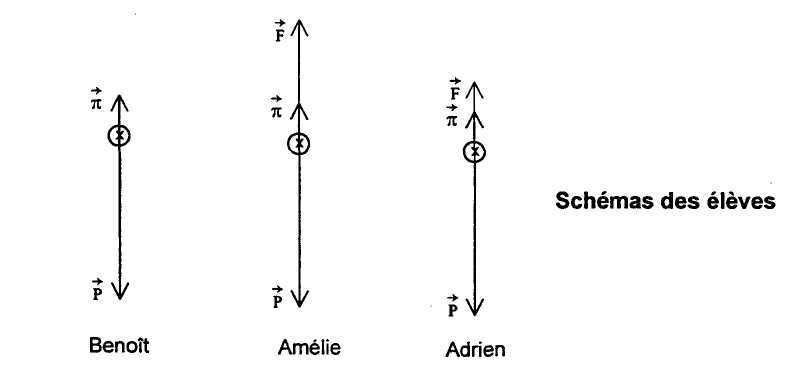 F⃗
π⃗
F⃗
π⃗
π⃗
x
x
x
Schémas des élèves
P⃗
P⃗
P⃗
Benoît
Amélie
Adrien